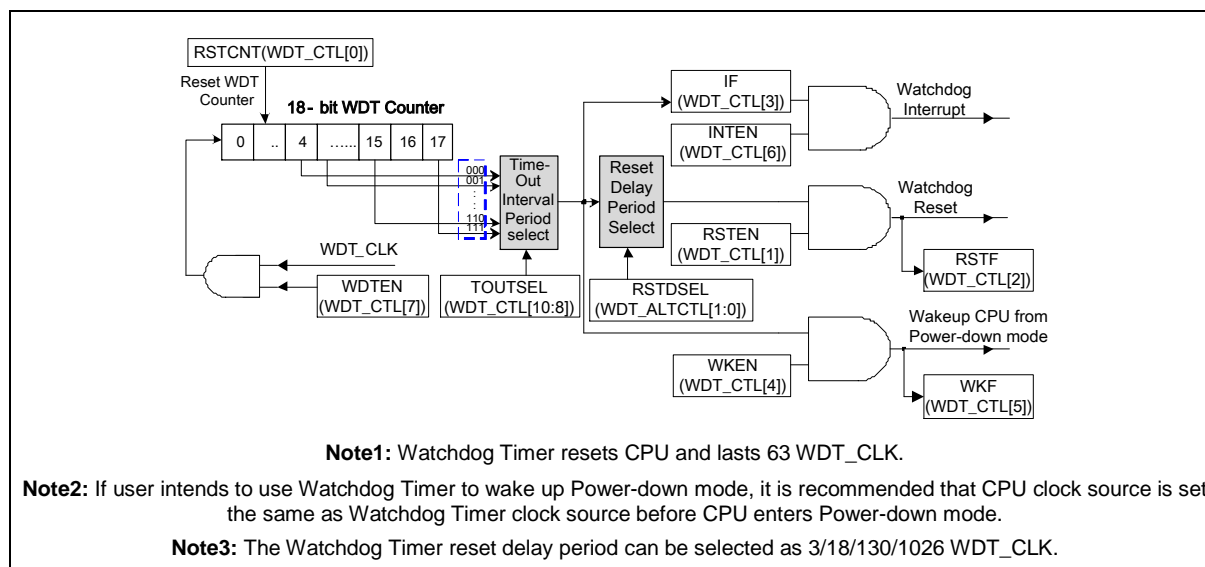 RSTCNT(WDT_CTL[0])
Reset WDT
Counter
18- bit WDT Counter
0 .. 4 ...... 15 16 17
000
001
:
:
110
111
Time-
Out
Interval
Period
select
Reset
Delay
Period
Select
IF
(WDT_CTL[3])
INTEN
(WDT_CTL[6])
Watchdog
Interrupt
Watchdog
Reset
RSTEN
(WDT_CTL[1])
RSTF
(WDT_CTL[2])
WDT_CLK
WDTEN
(WDT_CTL[7])
TOUTSEL
(WDT_CTL[10:8])
RSTDSEL
(WDT_ALTCTL[1:0])
Wakeup CPU from
Power-down mode
WKEN
(WDT_CTL[4])
WKF
(WDT_CTL[5])
Note1: Watchdog Timer resets CPU and lasts 63 WDT_CLK.
Note2: If user intends to use Watchdog Timer to wake up Power-down mode, it is recommended that CPU clock source is set
the same as Watchdog Timer clock source before CPU enters Power-down mode.
Note3: The Watchdog Timer reset delay period can be selected as 3/18/130/1026 WDT_CLK.